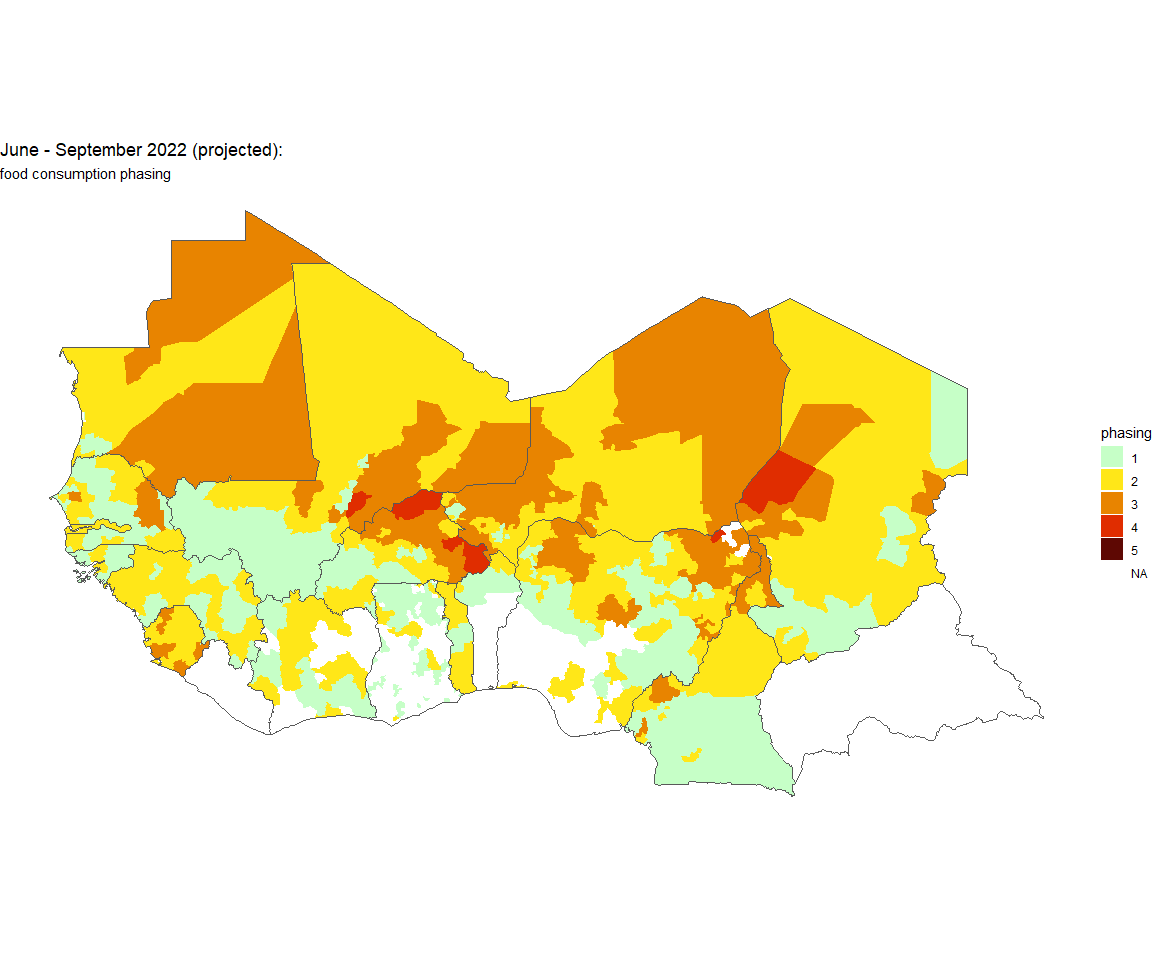 June - September 2022 (projected):
food consumption phasing
phasing
1
2
3
4
5
NA